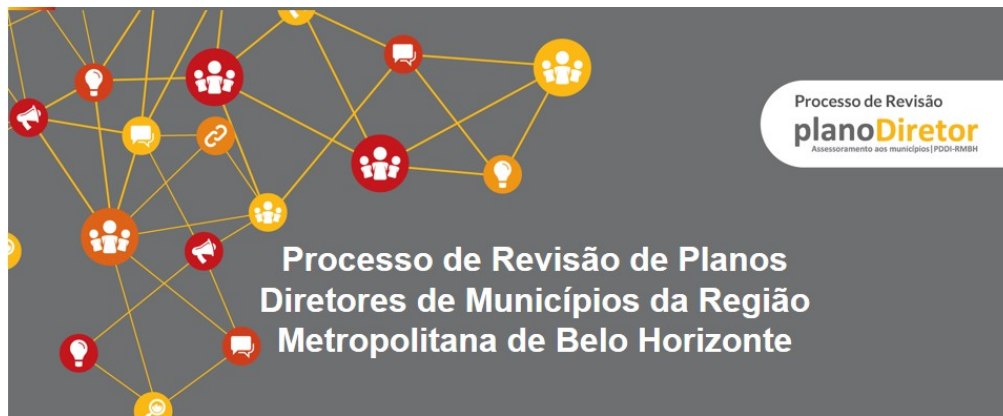 Processo de Revisão
planoDiretor
Assessoramento aos municípios|PDDI-RMBH
Processo de Revisão de Planos
Diretores de Municípios da Região
Metropolitana de Belo Horizonte